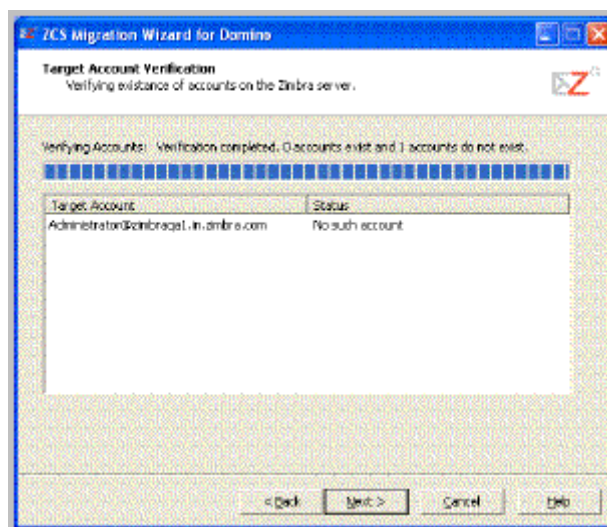 ZCS Migration Wizard for Domino
Target Account Verification
Verifying existance of accounts on the Zimbra server.
Verifying Accounts: Verification completed. 0 accounts exist and 1 accounts do not exist.
Target Account Status
Administrator@zimbraqa1.in.zimbra.com No such account
< Back Next > Cancel Help